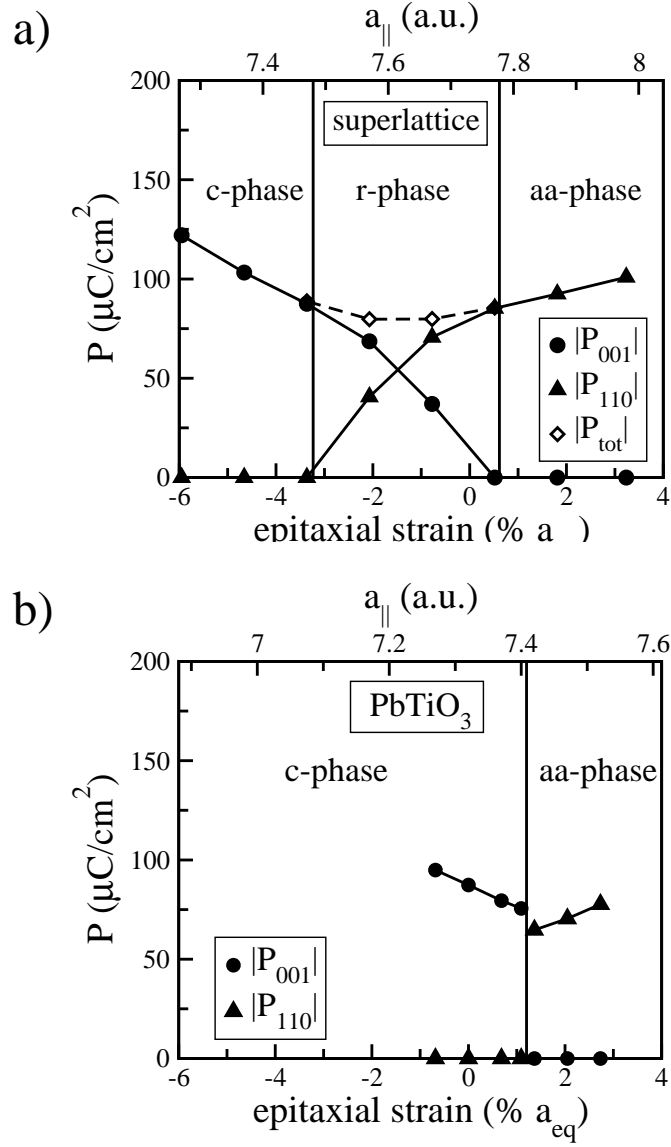 a)
a|| (a.u.)
7.4 7.6 7.8 8
200
150
100
50
0
P (μC/cm²)
superlattice
c-phase r-phase aa-phase
|P001|
|P110|
|Ptot|
-6 -4 -2 0 2 4
epitaxial strain (% a
b)
a|| (a.u.)
7 7.2 7.4 7.6
200
150
100
50
0
P (μC/cm²)
PbTiO3
c-phase aa-phase
|P001|
|P110|
-6 -4 -2 0 2 4
epitaxial strain (% aeq)